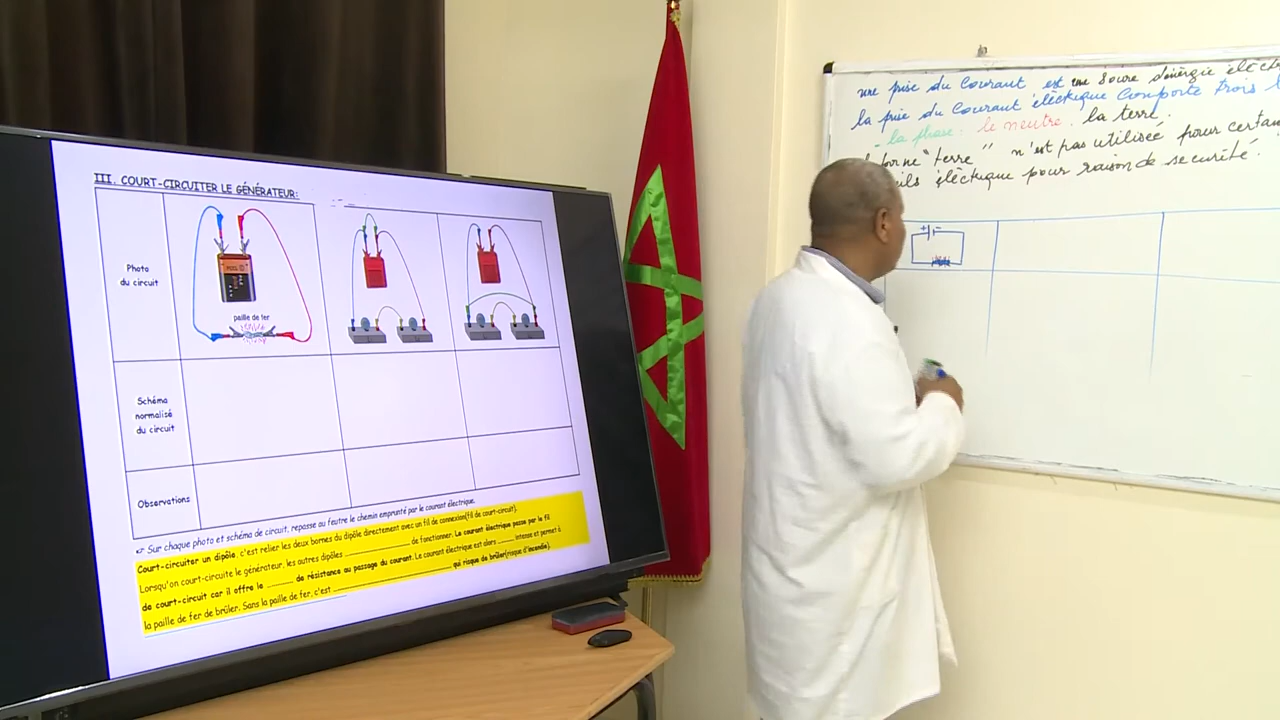 III. COURT-CIRCUITER LE GÉNÉRATEUR:
Photo
du circuit
paille de fer
Schéma
normalisé
du circuit
Observations
Sur chaque photo et schéma de circuit, repasse au feutre le chemin emprunté par le courant électrique.
Court-circuiter un dipôle, c'est relier les deux bornes du dipôle directement avec un fil de connexion(fil de court-circuit).
Lorsqu'on court-circuite le générateur, les autres dipôles ____________ de fonctionner. Le courant électrique passe par le fil
de court-circuit car il offre le ______ de résistance au passage du courant. Le courant électrique est alors _____ intense et permet à
la paille de fer de brûler. Sans la paille de fer, c'est ____________________ qui risque de brûler(risque d'incendie).
une prise du Courant est une Source d'énergie
la prise du Courant électrique Comporte trois
- la phase: le neutre. la terre.
"terre" n'est pas utilisée pour certain
électrique pour raison de securité.
+ -